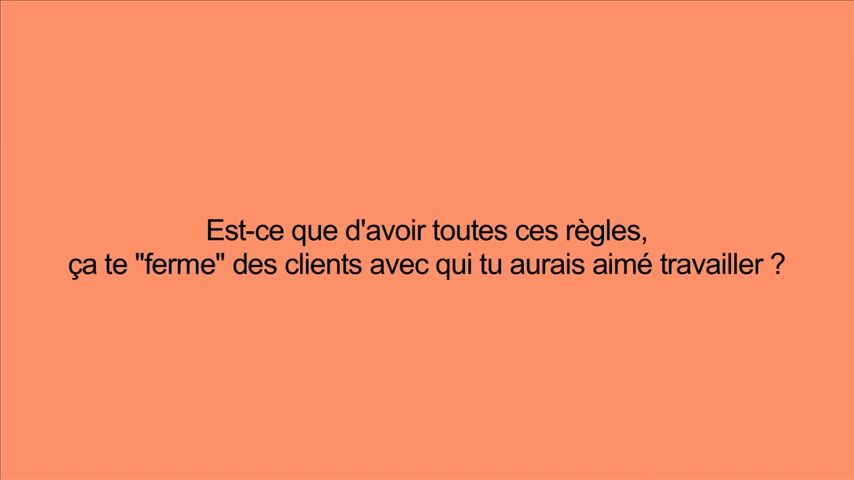 Est-ce que d'avoir toutes ces règles,
ça te "ferme" des clients avec qui tu aurais aimé travailler ?